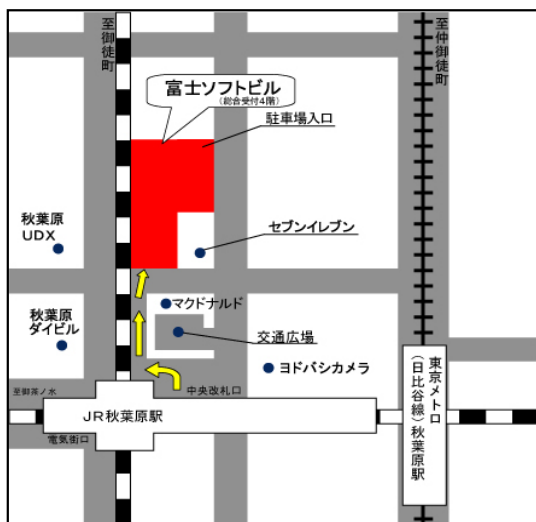 至御徒町
至仲御徒町
富士ソフトビル
(総合受付4階)
駐車場入口
秋葉原
UDX
セブンイレブン
マクドナルド
秋葉原
ダイビル
交通広場
ヨドバシカメラ
至御茶ノ水
中央改札口
JR秋葉原駅
電気街口
東京メトロ
(日比谷線)秋葉原駅